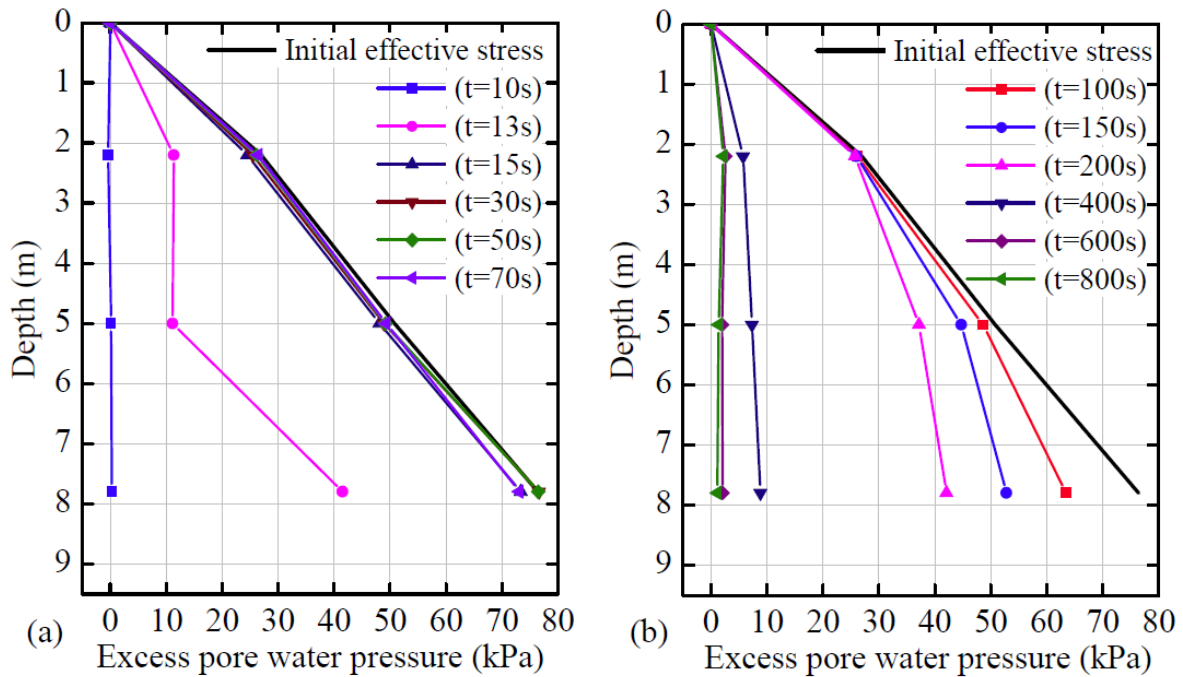 0
1
2
3
4
5
6
7
8
9
Depth (m)
Initial effective stress
(t=10s)
(t=13s)
(t=15s)
(t=30s)
(t=50s)
(t=70s)
0 10 20 30 40 50 60 70 80
(a)
Excess pore water pressure (kPa)
0
1
2
3
4
5
6
7
8
9
Depth (m)
Initial effective stress
(t=100s)
(t=150s)
(t=200s)
(t=400s)
(t=600s)
(t=800s)
0 10 20 30 40 50 60 70 80
(b)
Excess pore water pressure (kPa)